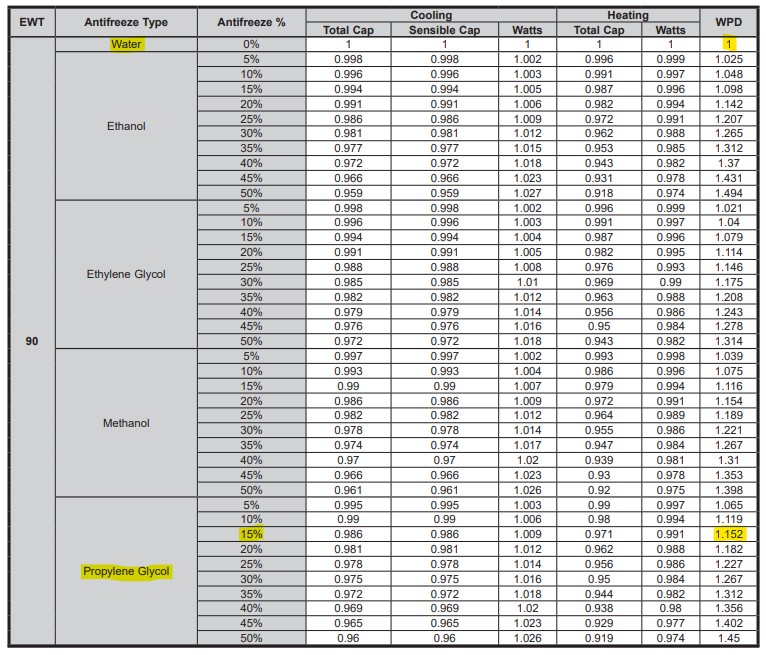 EWT Antifreeze Type Antifreeze % Cooling Heating WPD
Total Cap Sensible Cap Watts Total Cap Watts
90
Water 0% 1 1 1 1 1 1
Ethanol
5% 0.998 0.998 1.002 0.996 0.999 1.025
10% 0.996 0.996 1.003 0.991 0.997 1.048
15% 0.994 0.994 1.005 0.987 0.996 1.098
20% 0.991 0.991 1.006 0.982 0.994 1.142
25% 0.986 0.986 1.009 0.972 0.991 1.207
30% 0.981 0.981 1.012 0.962 0.988 1.265
35% 0.977 0.977 1.015 0.953 0.985 1.312
40% 0.972 0.972 1.018 0.943 0.982 1.37
45% 0.966 0.966 1.023 0.931 0.978 1.431
50% 0.959 0.959 1.027 0.918 0.974 1.494
Ethylene Glycol
5% 0.998 0.998 1.002 0.996 0.999 1.021
10% 0.996 0.996 1.003 0.991 0.997 1.04
15% 0.994 0.994 1.004 0.987 0.996 1.079
20% 0.991 0.991 1.005 0.982 0.995 1.114
25% 0.988 0.988 1.008 0.976 0.993 1.146
30% 0.985 0.985 1.01 0.969 0.99 1.175
35% 0.982 0.982 1.012 0.963 0.988 1.208
40% 0.979 0.979 1.014 0.956 0.986 1.243
45% 0.976 0.976 1.016 0.95 0.984 1.278
50% 0.972 0.972 1.018 0.943 0.982 1.314
Methanol
5% 0.997 0.997 1.002 0.993 0.998 1.039
10% 0.993 0.993 1.004 0.986 0.996 1.075
15% 0.99 0.99 1.007 0.979 0.994 1.116
20% 0.986 0.986 1.009 0.972 0.991 1.154
25% 0.982 0.982 1.012 0.964 0.989 1.189
30% 0.978 0.978 1.014 0.955 0.986 1.221
35% 0.974 0.974 1.017 0.947 0.984 1.267
40% 0.97 0.97 1.02 0.939 0.981 1.31
45% 0.966 0.966 1.023 0.93 0.978 1.353
50% 0.961 0.961 1.026 0.92 0.975 1.398
Propylene Glycol
5% 0.995 0.995 1.003 0.99 0.997 1.065
10% 0.99 0.99 1.006 0.98 0.994 1.119
15% 0.986 0.986 1.009 0.971 0.991 1.152
20% 0.981 0.981 1.012 0.962 0.988 1.182
25% 0.978 0.978 1.014 0.956 0.986 1.227
30% 0.975 0.975 1.016 0.95 0.984 1.267
35% 0.972 0.972 1.018 0.944 0.982 1.312
40% 0.969 0.969 1.02 0.938 0.98 1.356
45% 0.965 0.965 1.023 0.929 0.977 1.402
50% 0.96 0.96 1.026 0.919 0.974 1.45